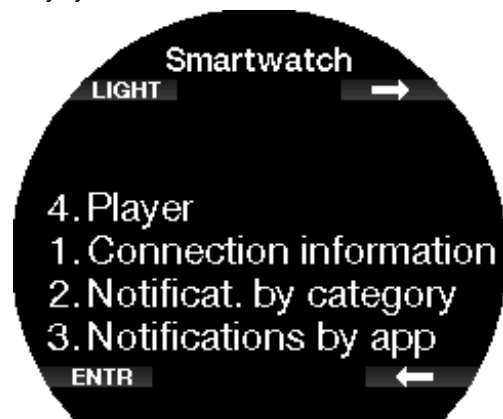 Smartwatch
LIGHT →
4. Player
1. Connection information
2. Notificat. by category
3. Notifications by app
ENTR ←